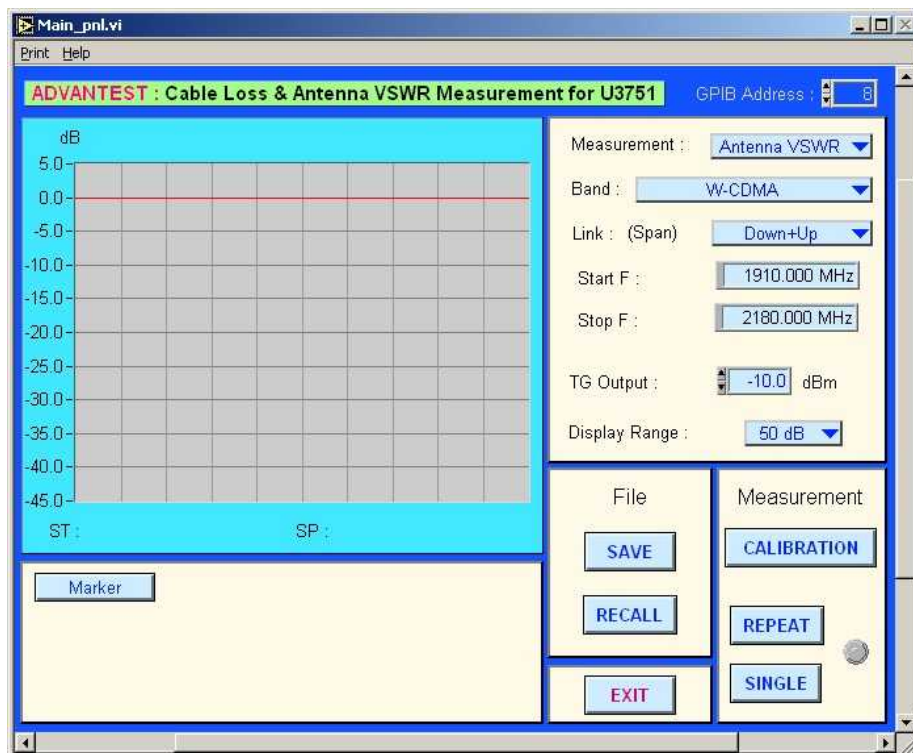 Main_pnl.vi
Print Help
ADVANTEST : Cable Loss & Antenna VSWR Measurement for U3751
GPIB Address : 8
dB
5.0
0.0
-5.0
-10.0
-15.0
-20.0
-25.0
-30.0
-35.0
-40.0
-45.0
ST : SP :
Marker
Measurement : Antenna VSWR
Band : W-CDMA
Link : (Span) Down+Up
Start F : 1910.000 MHz
Stop F : 2180.000 MHz
TG Output : -10.0 dBm
Display Range : 50 dB
File
SAVE
RECALL
EXIT
Measurement
CALIBRATION
REPEAT
SINGLE